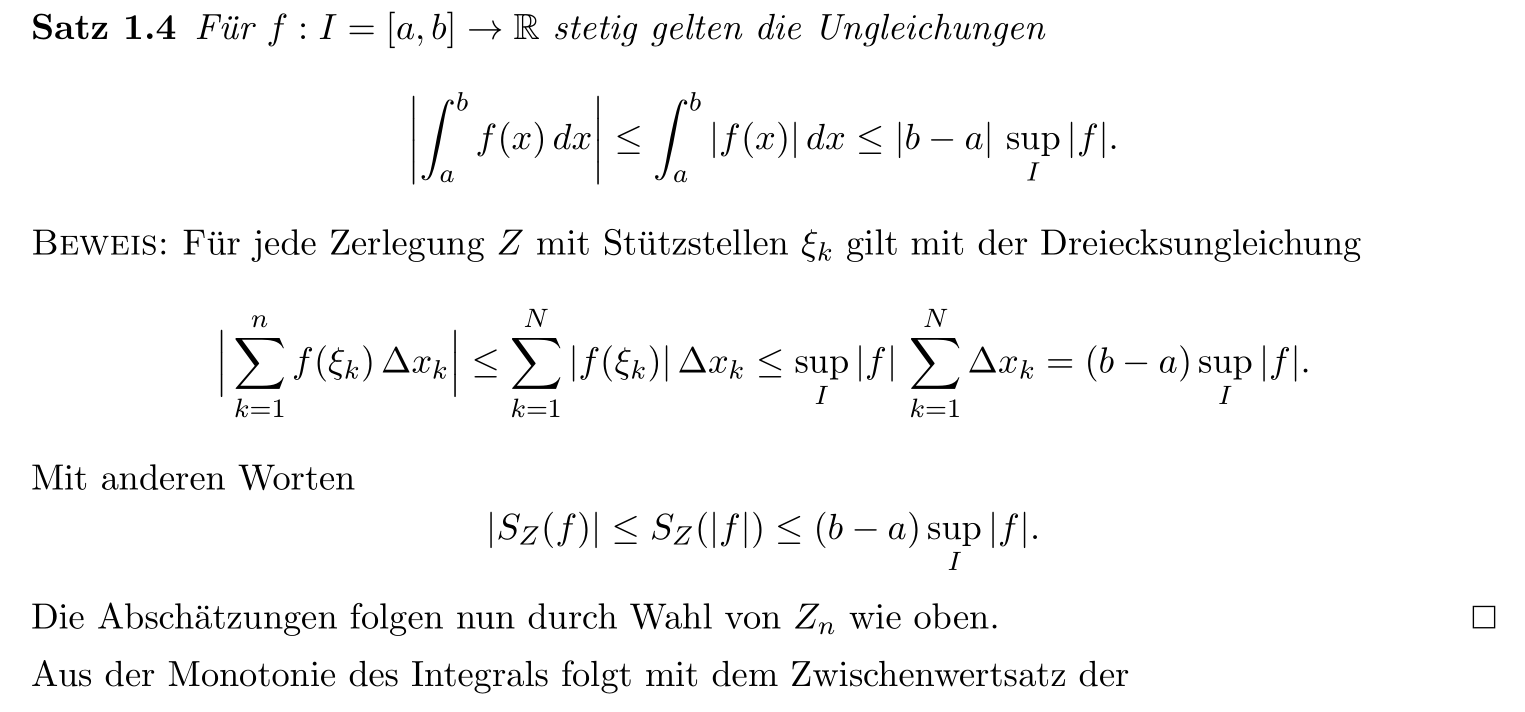 Satz 1.4 Für f : I = [a, b] → ℝ stetig gelten die Ungleichungen
|∫_a^b f(x) dx| ≤ ∫_a^b |f(x)| dx ≤ |b − a| sup_I |f|.
BEWEIS: Für jede Zerlegung Z mit Stützstellen ξ_k gilt mit der Dreiecksungleichung
|∑_{k=1}^n f(ξ_k) Δx_k| ≤ ∑_{k=1}^N |f(ξ_k)| Δx_k ≤ sup_I |f| ∑_{k=1}^N Δx_k = (b − a) sup_I |f|.
Mit anderen Worten
|S_Z(f)| ≤ S_Z(|f|) ≤ (b − a) sup_I |f|.
Die Abschätzungen folgen nun durch Wahl von Z_n wie oben. □
Aus der Monotonie des Integrals folgt mit dem Zwischenwertsatz der